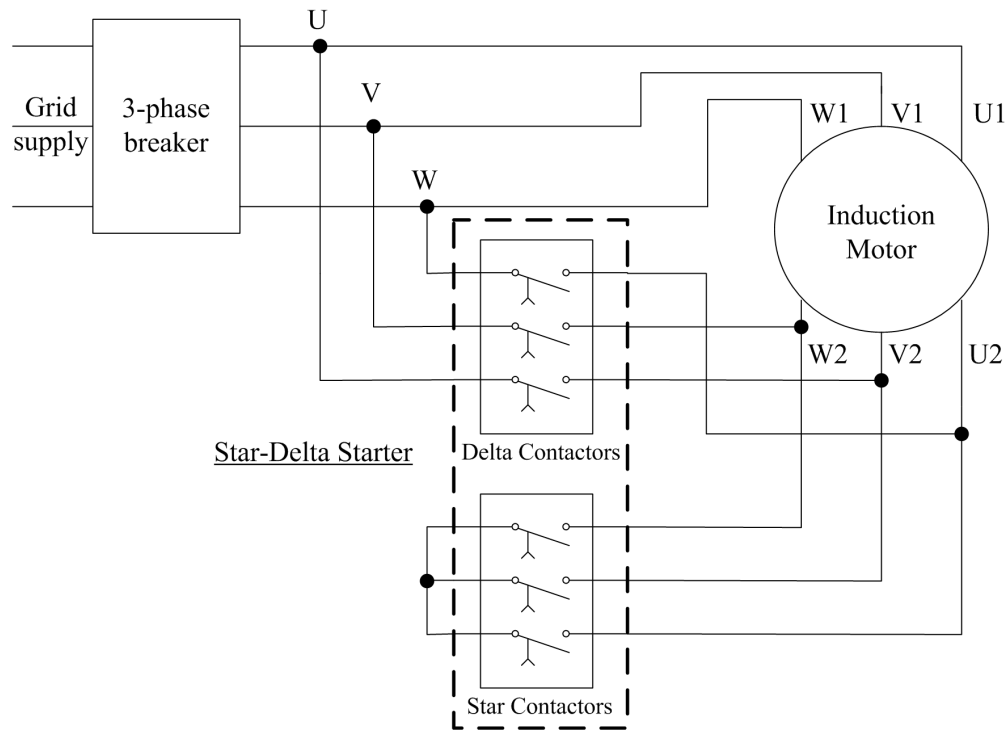 U
V
W
Grid
supply
3-phase
breaker
W1
V1
U1
Induction
Motor
W2
V2
U2
Delta Contactors
Star-Delta Starter
Star Contactors